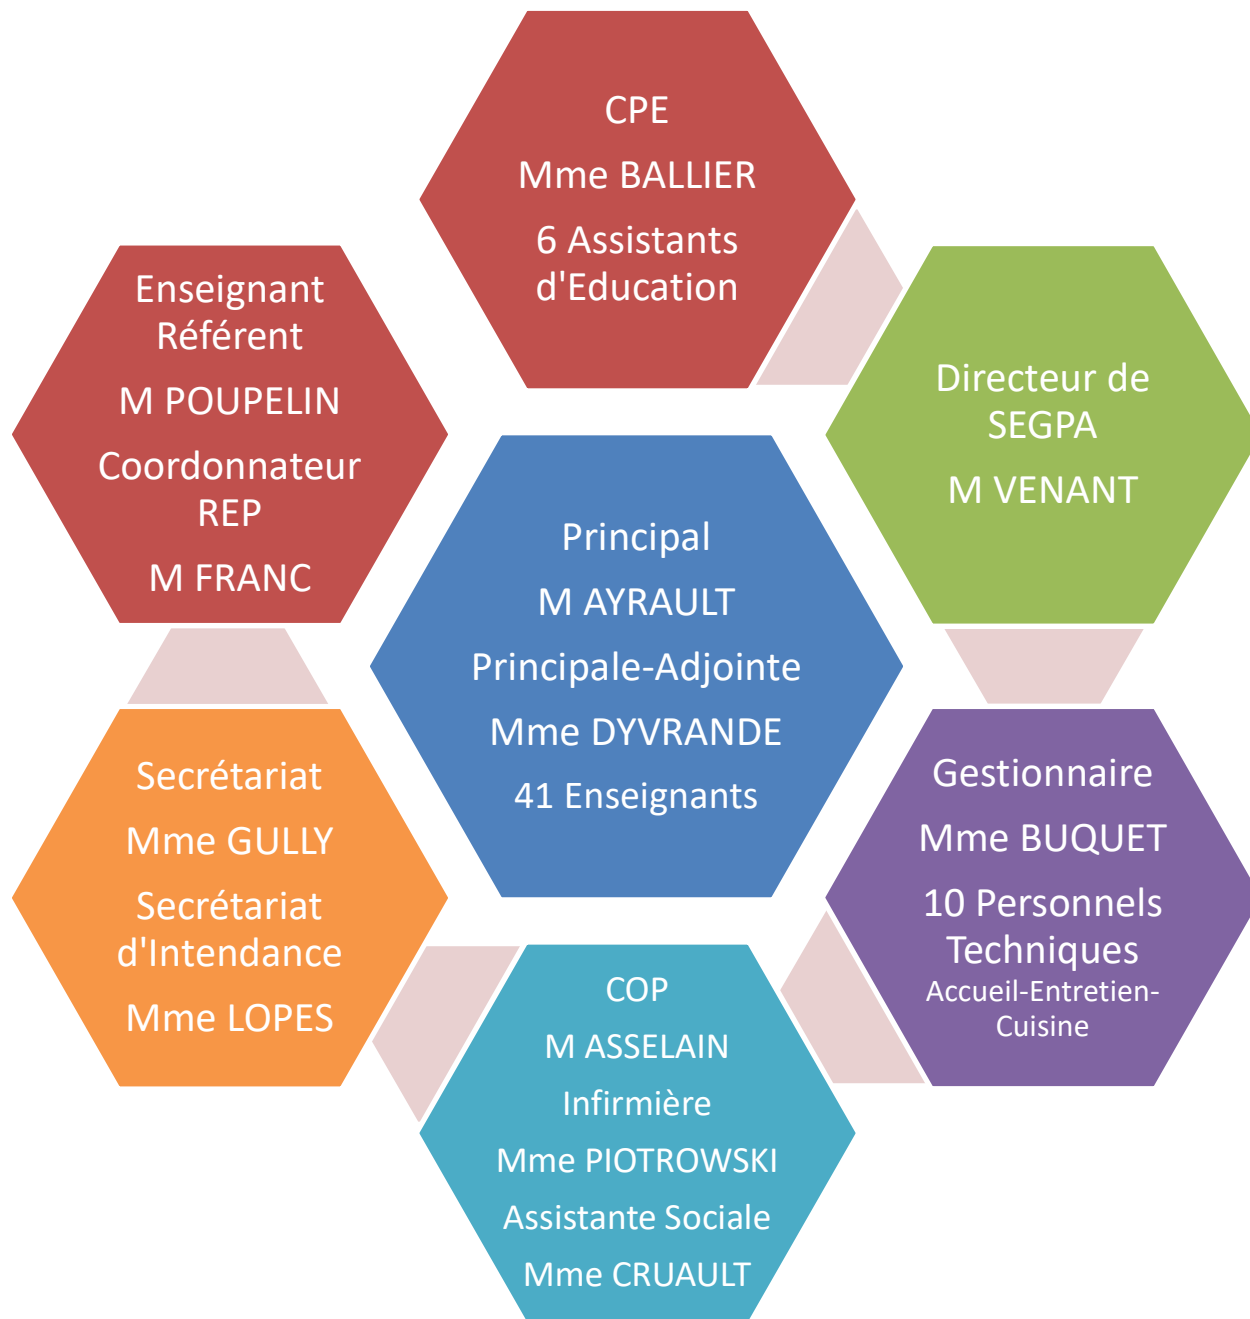 CPE
Mme BALLIER
6 Assistants
d'Education
Enseignant
Référent
M POUPELIN
Coordonnateur
REP
M FRANC
Directeur de
SEGPA
M VENANT
Principal
M AYRAULT
Principale-Adjointe
Mme DYVRANDE
41 Enseignants
Secrétariat
Mme GULLY
Secrétariat
d'Intendance
Mme LOPES
Gestionnaire
Mme BUQUET
10 Personnels
Techniques
Accueil-Entretien-
Cuisine
COP
M ASSELAIN
Infirmière
Mme PIOTROWSKI
Assistante Sociale
Mme CRUAULT